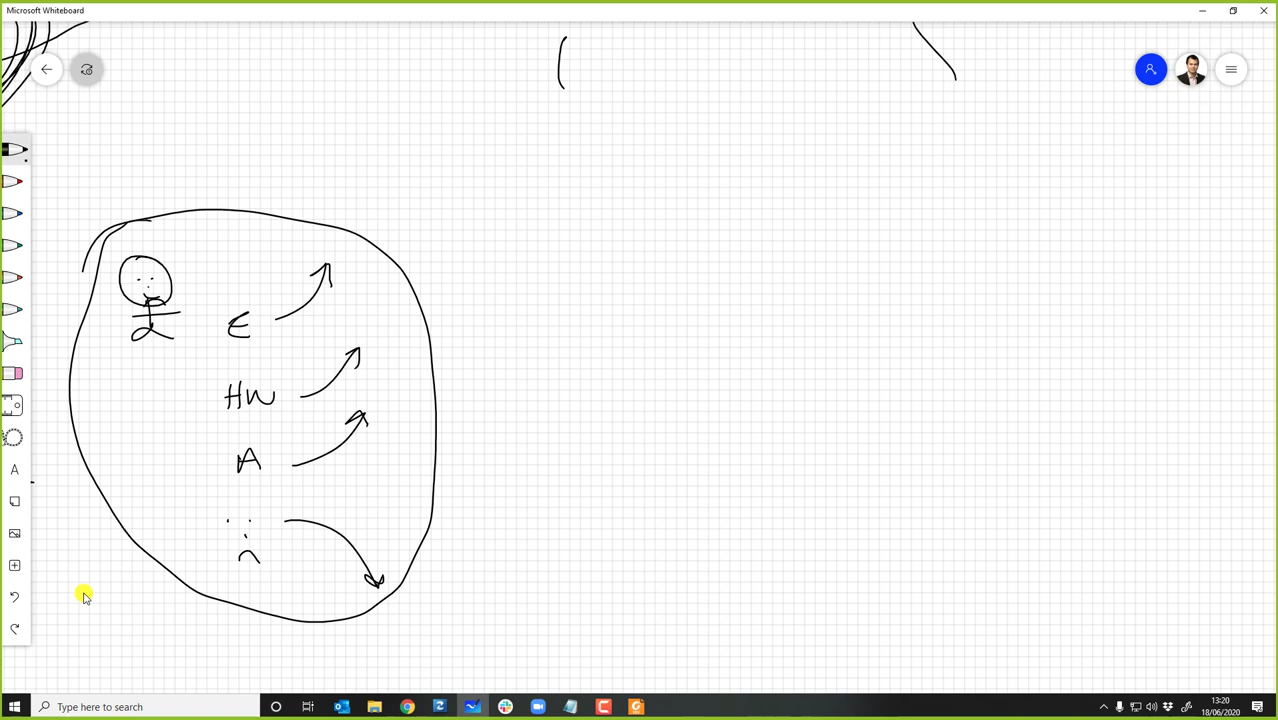 Microsoft Whiteboard
£
E
HW
A
A
Type here to search
13:20
18/06/2020